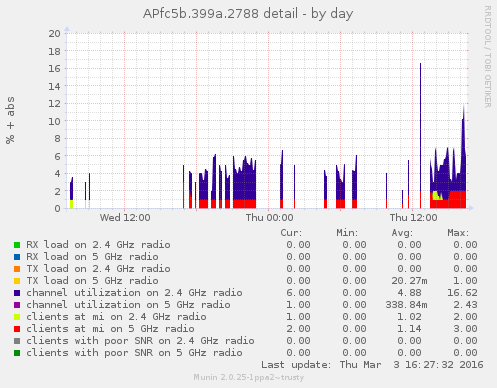 APfc5b.399a.2788 detail - by day
RRDTOOL / TOBI OETIKER
% + abs
20
18
16
14
12
10
8
6
4
2
0
Wed 12:00 Thu 00:00 Thu 12:00
Cur: Min: Avg: Max:
RX load on 2.4 GHz radio 0.00 0.00 0.00 0.00
RX load on 5 GHz radio 0.00 0.00 0.00 0.00
TX load on 2.4 GHz radio 0.00 0.00 0.00 0.00
TX load on 5 GHz radio 0.00 0.00 20.27m 1.00
channel utilization on 2.4 GHz radio 6.00 0.00 4.88 16.62
channel utilization on 5 GHz radio 1.00 0.00 338.84m 2.43
clients at mi on 2.4 GHz radio 1.00 0.00 1.02 2.00
clients at mi on 5 GHz radio 2.00 0.00 1.14 3.00
clients with poor SNR on 2.4 GHz radio 0.00 0.00 0.00 0.00
clients with poor SNR on 5 GHz radio 0.00 0.00 0.00 0.00
Last update: Thu Mar 3 16:27:32 2016
Munin 2.0.25-1ppa2~trusty